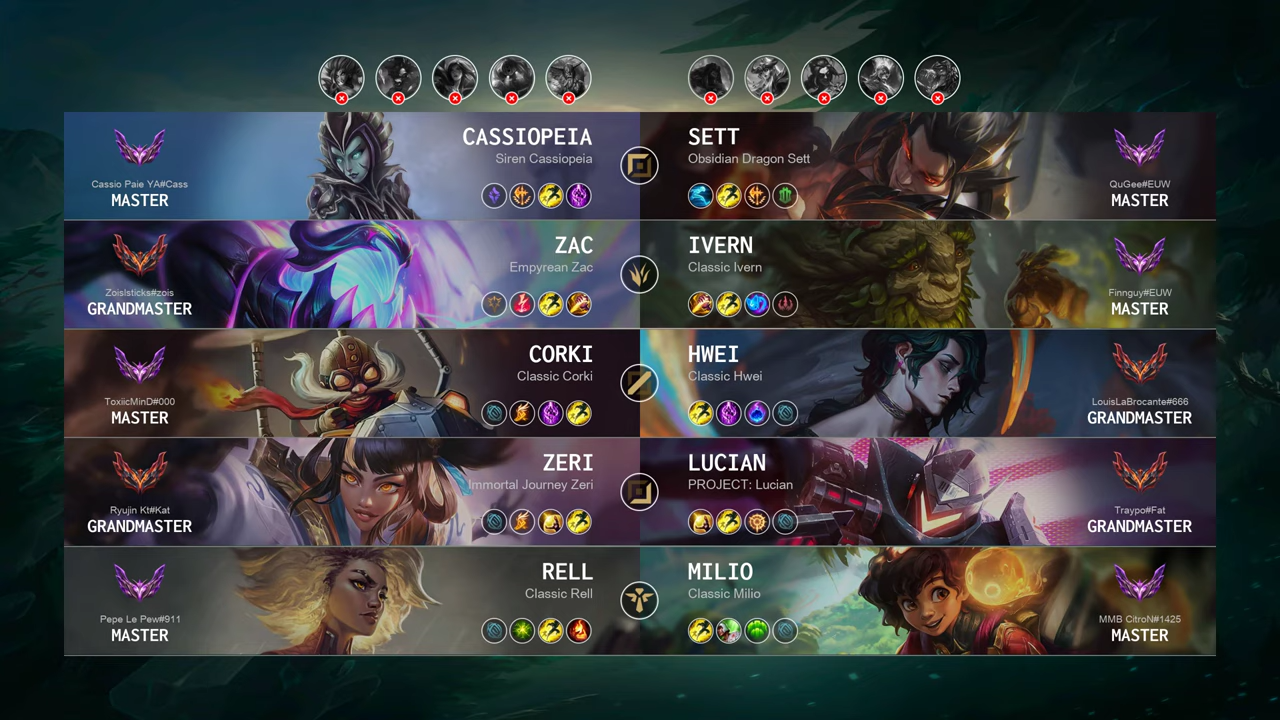 CASSIOPEIA
Siren Cassiopeia
Cassio Paie YA#Cass
MASTER
SETT
Obsidian Dragon Sett
QuGee#EUW
MASTER
ZAC
Empyrean Zac
Zoislsticks#zois
GRANDMASTER
IVERN
Classic Ivern
Finnguy#EUW
MASTER
CORKI
Classic Corki
ToxiicMinD#000
MASTER
HWEI
Classic Hwei
LouisLaBrocante#666
GRANDMASTER
ZERI
Immortal Journey Zeri
Ryujin Kt#Kat
GRANDMASTER
LUCIAN
PROJECT: Lucian
Traypo#Fat
GRANDMASTER
RELL
Classic Rell
Pepe Le Pew#911
MASTER
MILIO
Classic Milio
MMB CitroN#1425
MASTER